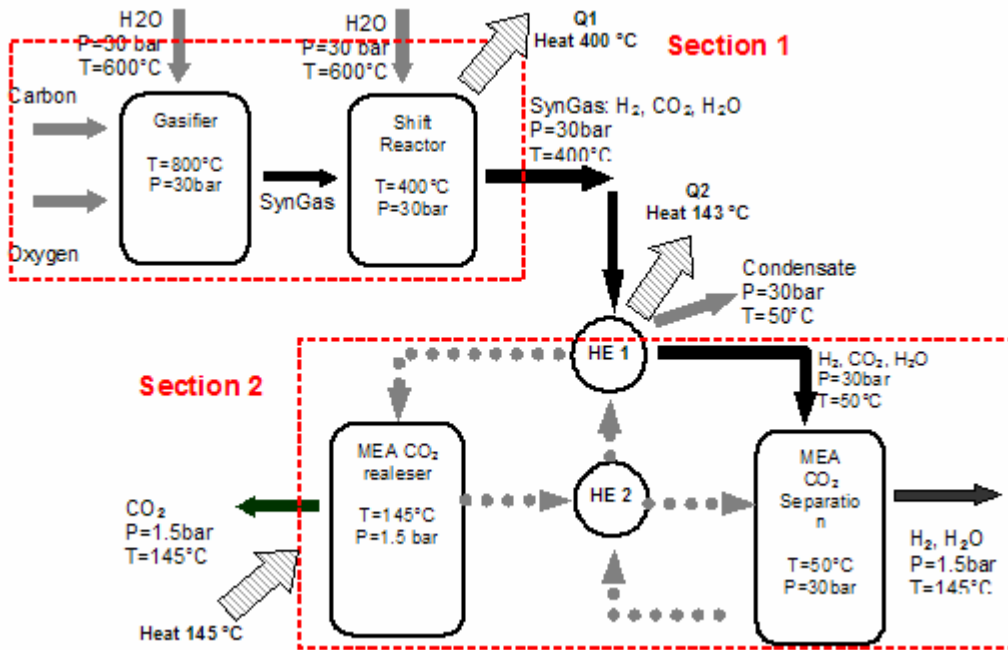 H2O
P=30 bar
T=600°C
H2O
P=30 bar
T=600°C
Q1
Heat 400 °C
Section 1
Carbon
Oxygen
Gasifier
T=800°C
P=30bar
SynGas
Shift
Reactor
T=400°C
P=30bar
SynGas: H₂, CO₂, H₂O
P=30bar
T=400°C
Q2
Heat 143 °C
Condensate
P=30bar
T=50°C
HE 1
H₂, CO₂, H₂O
P=30bar
T=50°C
Section 2
MEA CO₂
realeser
T=145°C
P=1.5 bar
CO₂
P=1.5bar
T=145°C
Heat 145 °C
HE 2
MEA
CO₂
Separatio
n
T=50°C
P=30bar
H₂, H₂O
P=1.5bar
T=145°C